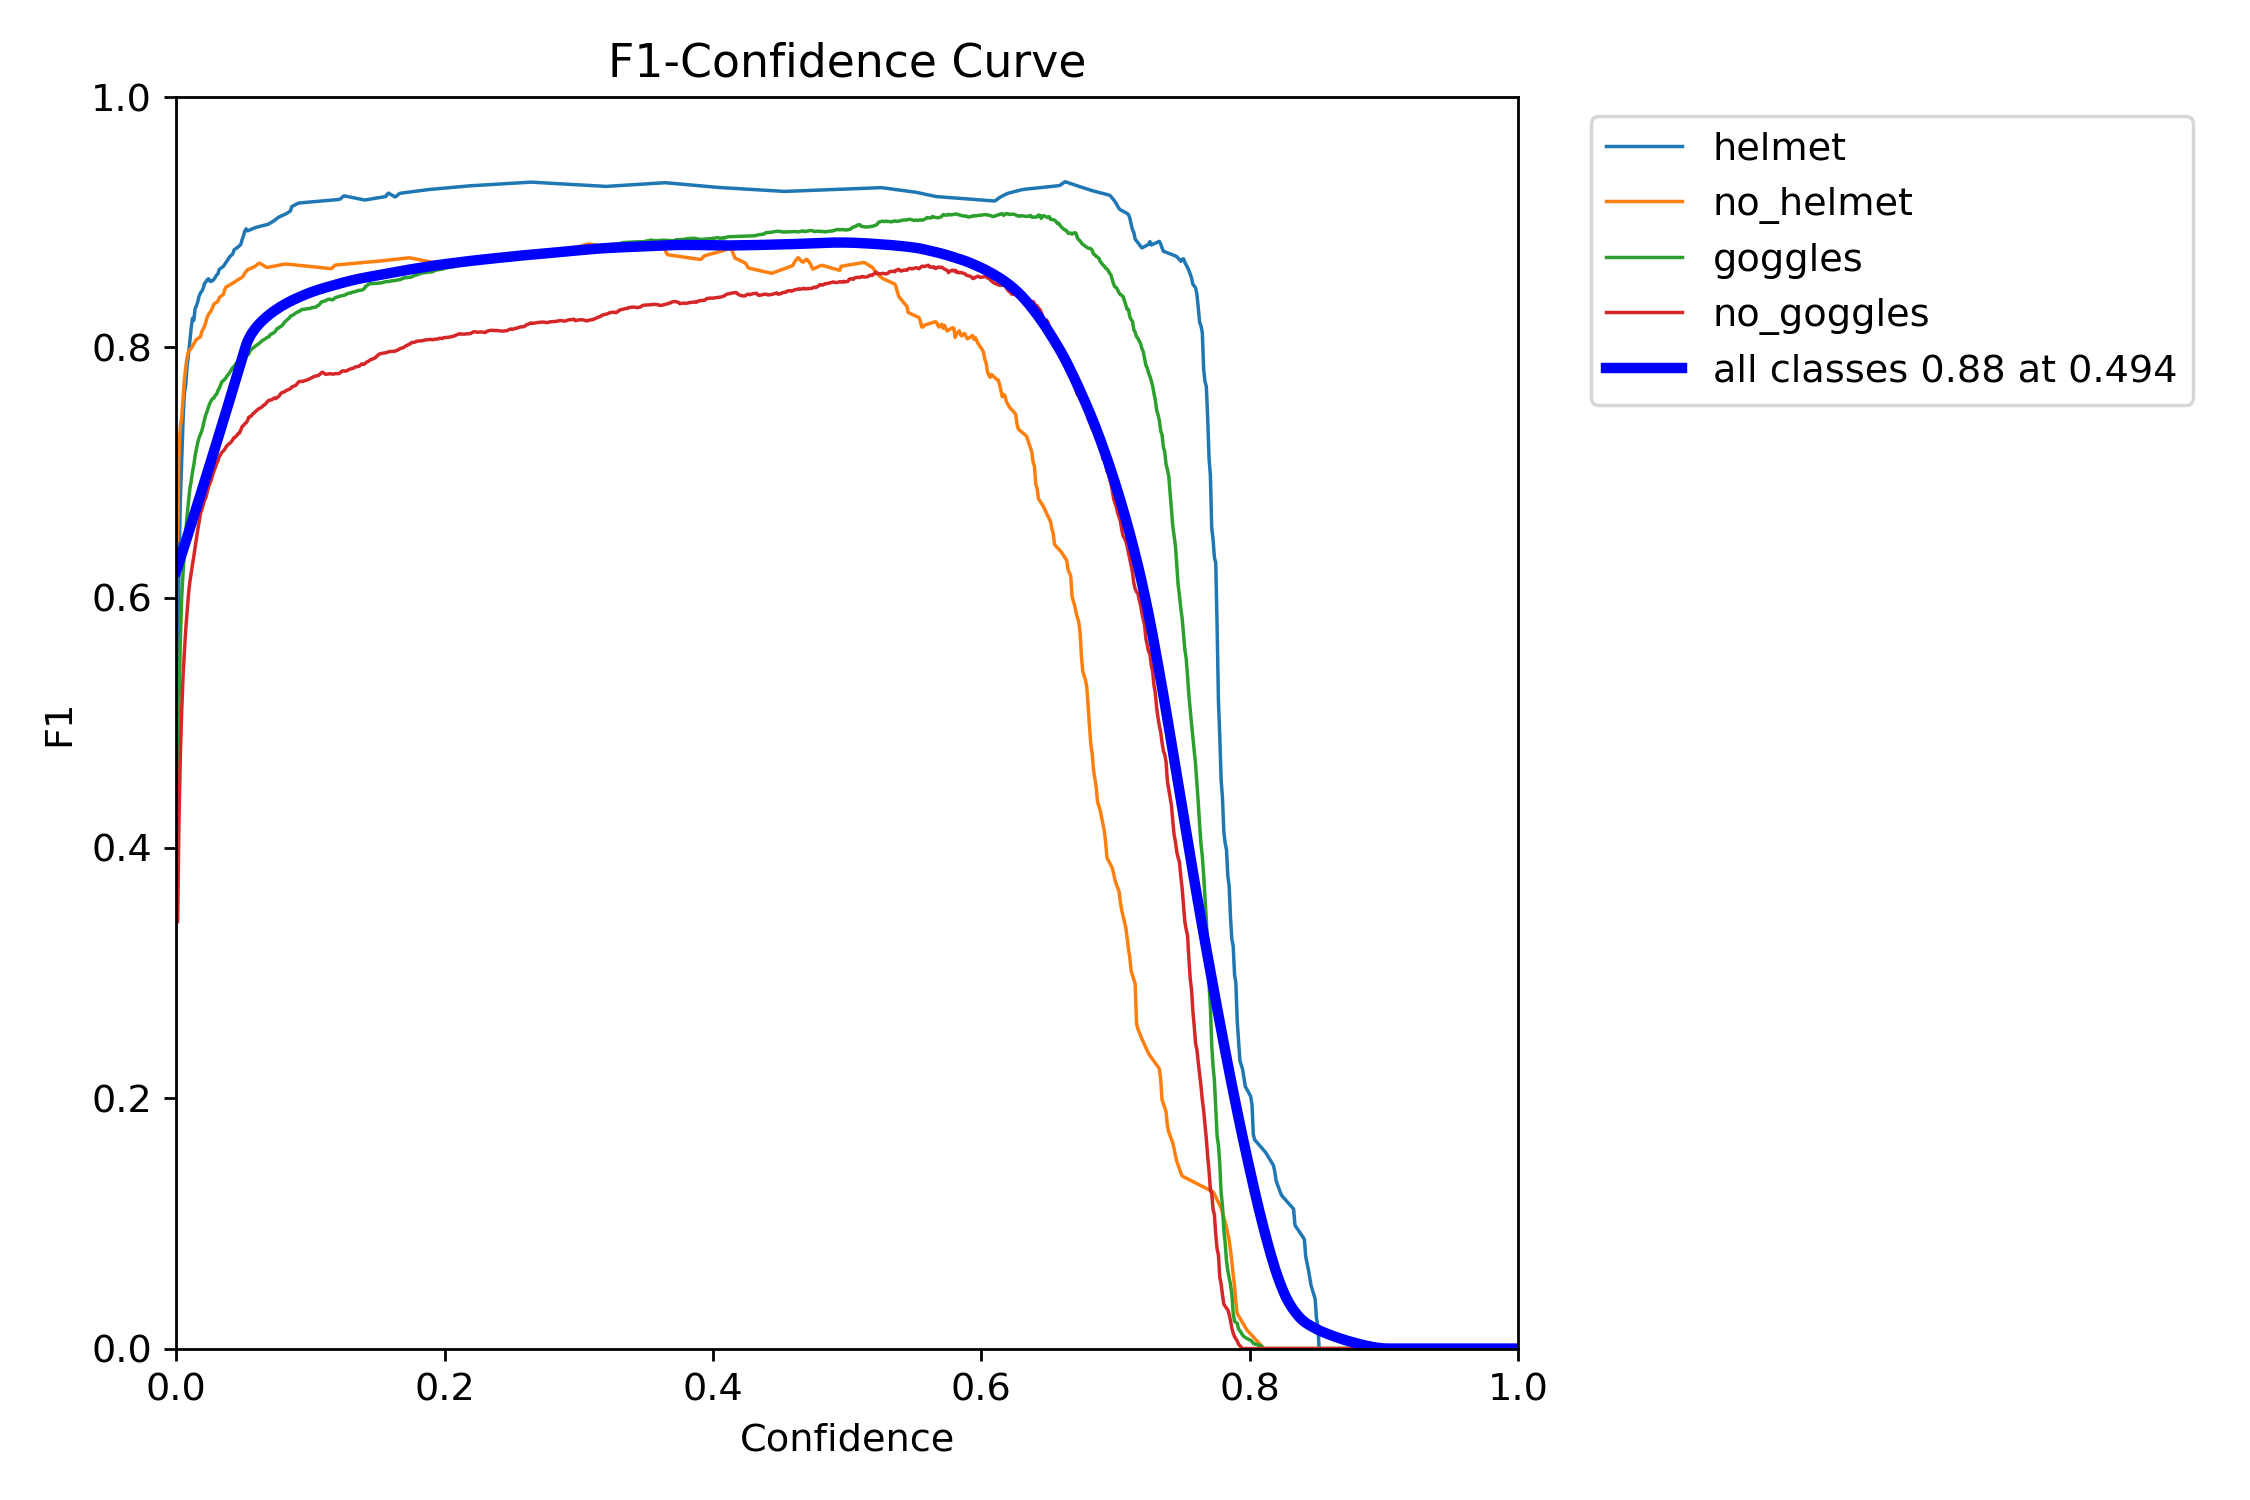 F1-Confidence Curve
1.0
0.8
0.6
0.4
0.2
0.0
F1
0.0 0.2 0.4 0.6 0.8 1.0
Confidence
helmet
no_helmet
goggles
no_goggles
all classes 0.88 at 0.494